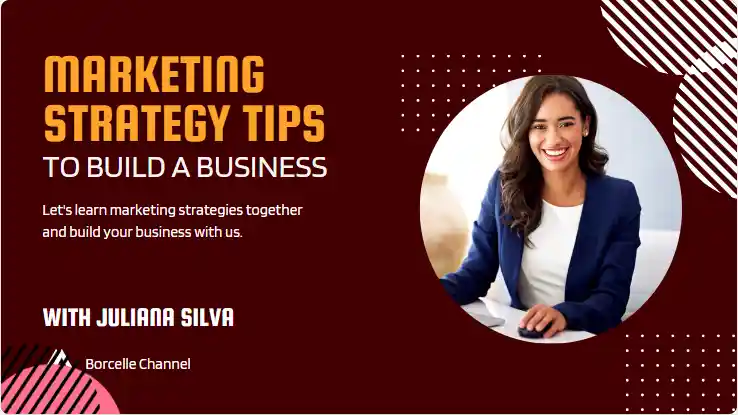 MARKETING
STRATEGY TIPS
TO BUILD A BUSINESS
Let's learn marketing strategies together
and build your business with us.
WITH JULIANA SILVA
Borcelle Channel